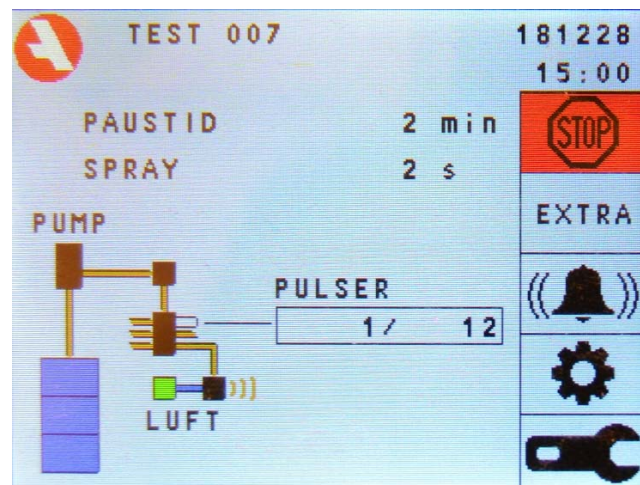 TEST 007
181228
15:00
PAUSTID 2 min
STOP
SPRAY 2 s
EXTRA
PUMP
PULSER
1/ 12
LUFT